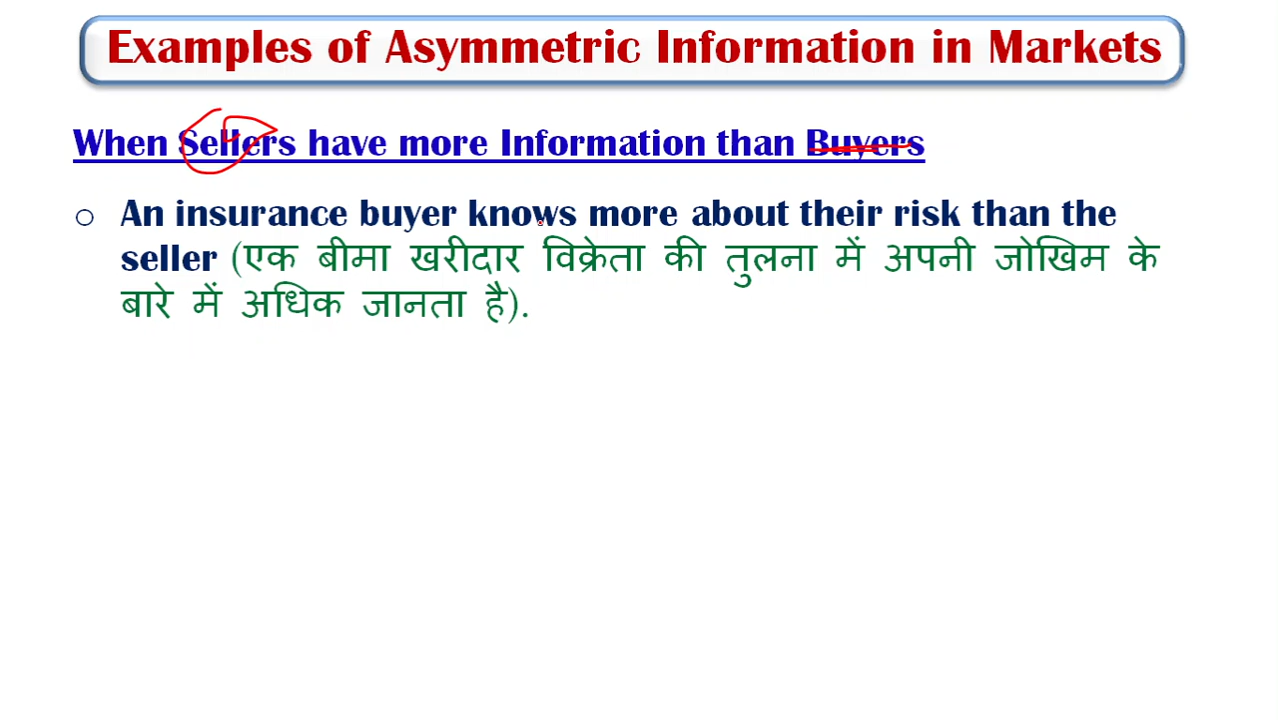 Examples of Asymmetric Information in Markets
When Sellers have more Information than Buyers
An insurance buyer knows more about their risk than the
seller (एक बीमा खरीदार विक्रेता की तुलना में अपनी जोखिम के
बारे में अधिक जानता है).